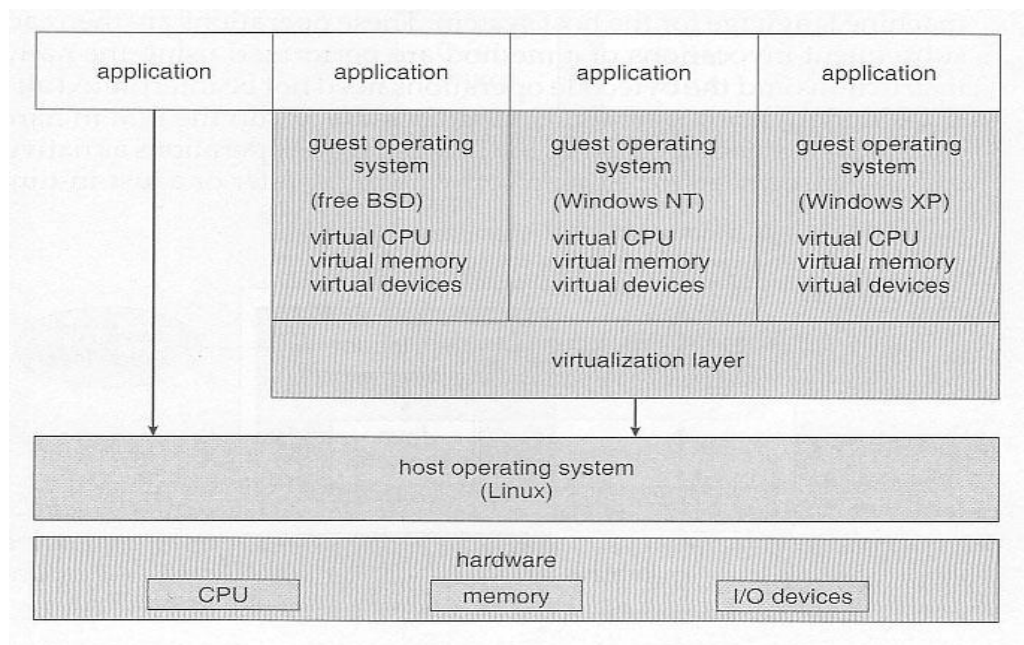 application
application
application
application
guest operating
system
(free BSD)
virtual CPU
virtual memory
virtual devices
guest operating
system
(Windows NT)
virtual CPU
virtual memory
virtual devices
guest operating
system
(Windows XP)
virtual CPU
virtual memory
virtual devices
virtualization layer
host operating system
(Linux)
hardware
CPU
memory
I/O devices